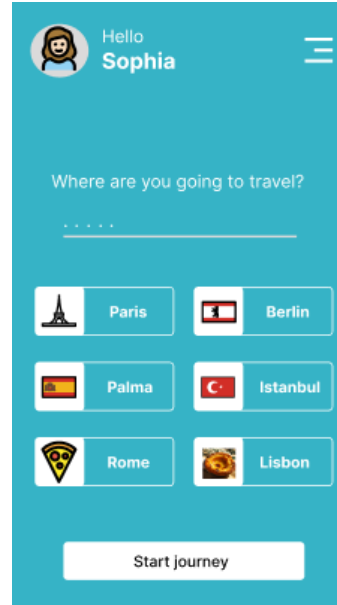 Hello
Sophia
Where are you going to travel?
. . . . .
Paris
Berlin
Palma
Istanbul
Rome
Lisbon
Start journey